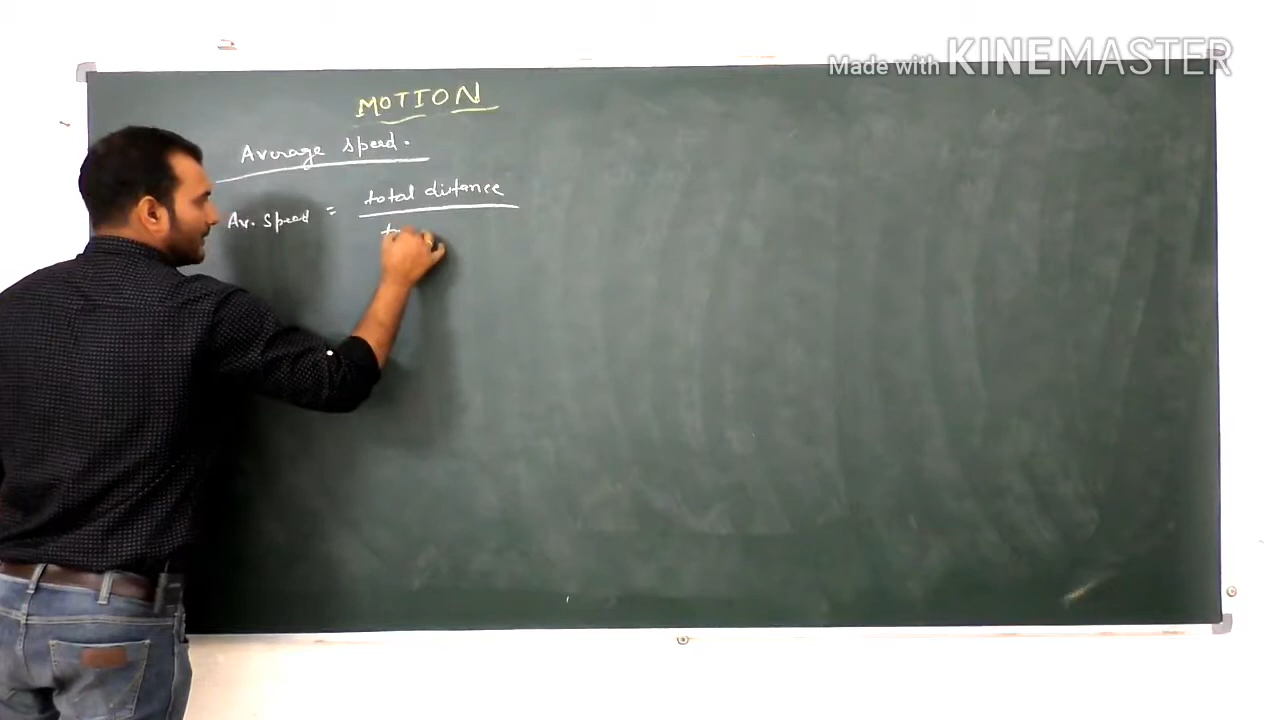 Made with KINEMASTER
MOTION
Average speed.
Av. Speed = total distance